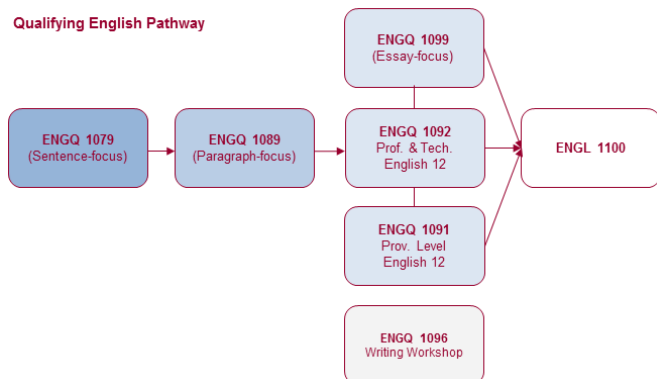 Qualifying English Pathway
ENGQ 1099
(Essay-focus)
ENGQ 1079
(Sentence-focus)
ENGQ 1089
(Paragraph-focus)
ENGQ 1092
Prof. & Tech.
English 12
ENGL 1100
ENGQ 1091
Prov. Level
English 12
ENGQ 1096
Writing Workshop